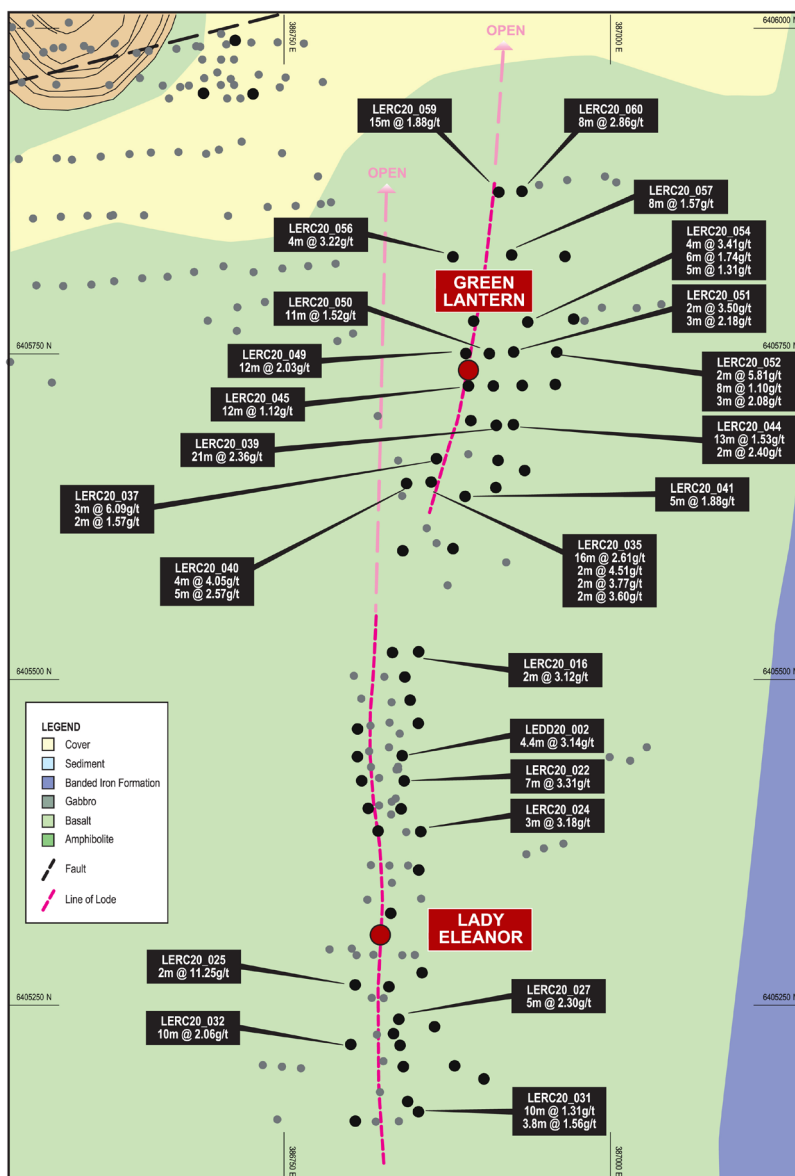 386750 E
387000 E
6406000 N
OPEN
LERC20_059
15m @ 1.88g/t
LERC20_060
8m @ 2.86g/t
OPEN
LERC20_057
8m @ 1.57g/t
LERC20_056
4m @ 3.22g/t
LERC20_054
4m @ 3.41g/t
6m @ 1.74g/t
5m @ 1.31g/t
GREEN
LANTERN
LERC20_050
11m @ 1.52g/t
LERC20_051
2m @ 3.50g/t
3m @ 2.18g/t
6405750 N
6405750 N
LERC20_049
12m @ 2.03g/t
LERC20_052
2m @ 5.81g/t
8m @ 1.10g/t
3m @ 2.08g/t
LERC20_045
12m @ 1.12g/t
LERC20_039
21m @ 2.36g/t
LERC20_044
13m @ 1.53g/t
2m @ 2.40g/t
LERC20_037
3m @ 6.09g/t
2m @ 1.57g/t
LERC20_041
5m @ 1.88g/t
LERC20_040
4m @ 4.05g/t
5m @ 2.57g/t
LERC20_035
16m @ 2.61g/t
2m @ 4.51g/t
2m @ 3.77g/t
2m @ 3.60g/t
LERC20_016
2m @ 3.12g/t
6405500 N
6405500 N
LEGEND
Cover
Sediment
Banded Iron Formation
Gabbro
Basalt
Amphibolite
Fault
Line of Lode
LEDD20_002
4.4m @ 3.14g/t
LERC20_022
7m @ 3.31g/t
LERC20_024
3m @ 3.18g/t
LADY
ELEANOR
LERC20_025
2m @ 11.25g/t
LERC20_027
5m @ 2.30g/t
6405250 N
6405250 N
LERC20_032
10m @ 2.06g/t
LERC20_031
10m @ 1.31g/t
3.8m @ 1.56g/t
386750 E
387000 E